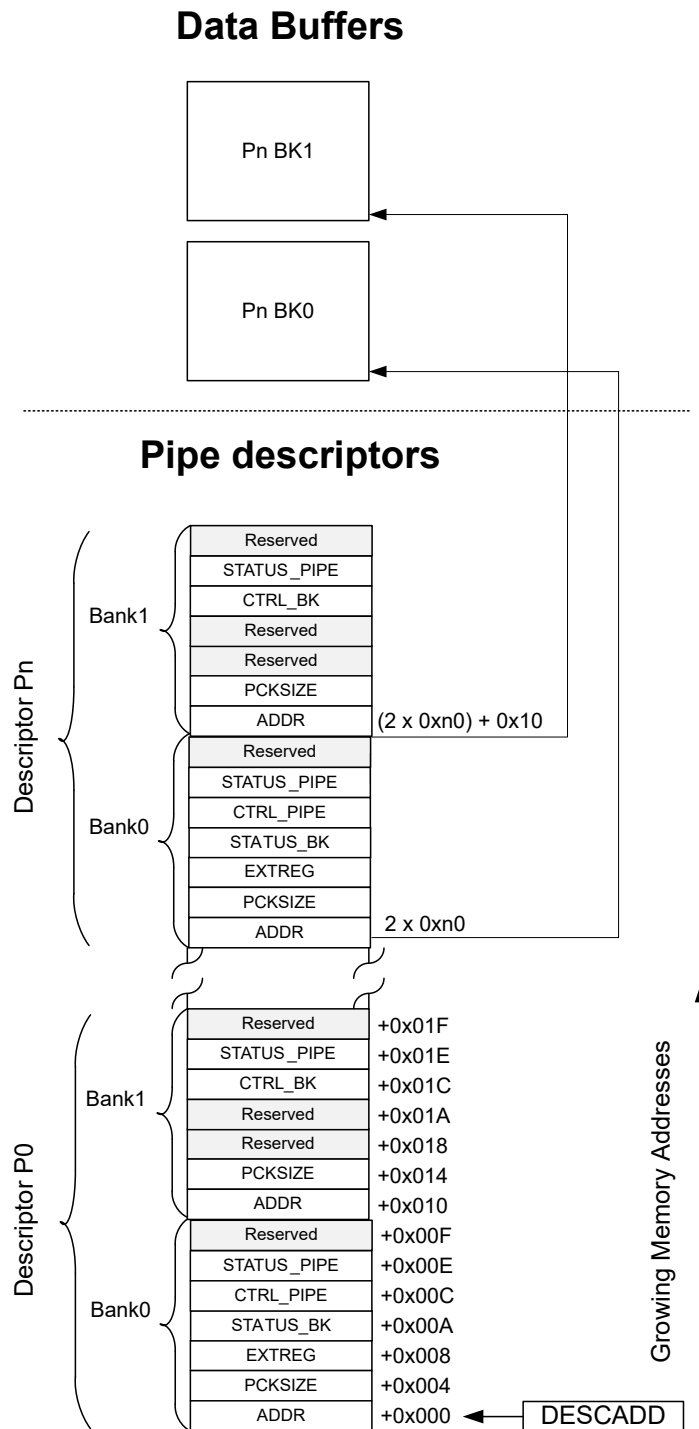 Data Buffers
Pn BK1
Pn BK0
Pipe descriptors
Descriptor Pn
Bank1
Reserved
STATUS_PIPE
CTRL_BK
Reserved
Reserved
PCKSIZE
ADDR (2 x 0xn0) + 0x10
Bank0
Reserved
STATUS_PIPE
CTRL_PIPE
STATUS_BK
EXTREG
PCKSIZE
ADDR 2 x 0xn0
Descriptor P0
Bank1
Reserved +0x01F
STATUS_PIPE +0x01E
CTRL_BK +0x01C
Reserved +0x01A
Reserved +0x018
PCKSIZE +0x014
ADDR +0x010
Bank0
Reserved +0x00F
STATUS_PIPE +0x00E
CTRL_PIPE +0x00C
STATUS_BK +0x00A
EXTREG +0x008
PCKSIZE +0x004
ADDR +0x000 DESCADD
Growing Memory Addresses